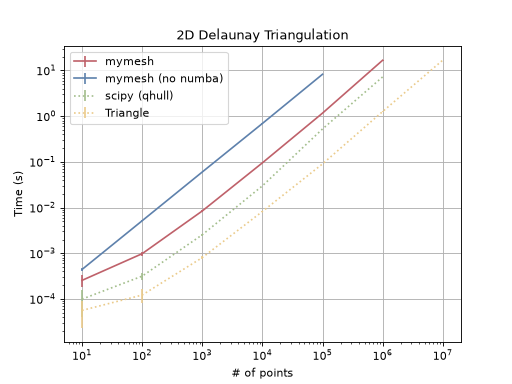 2D Delaunay Triangulation
mymesh
mymesh (no numba)
scipy (qhull)
Triangle
Time (s)
10¹
10⁰
10⁻¹
10⁻²
10⁻³
10⁻⁴
10¹ 10² 10³ 10⁴ 10⁵ 10⁶ 10⁷
# of points